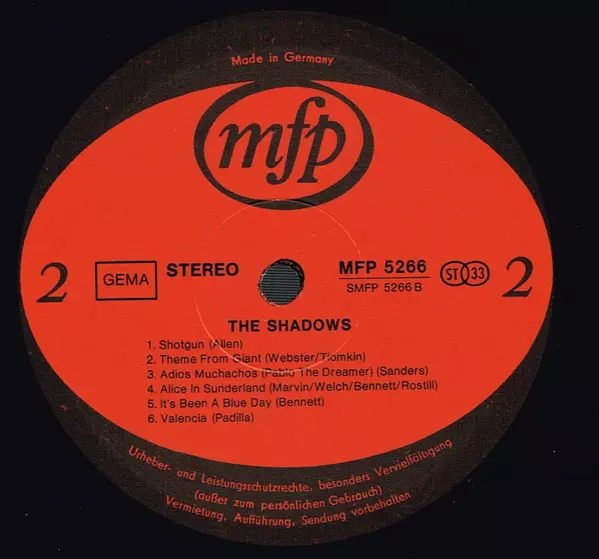 Made in Germany
mfp
2
GEMA
STEREO
MFP 5266
SMFP 5266 B
ST 33
2
THE SHADOWS
1. Shotgun (Allen)
2. Theme From Giant (Webster/Tiomkin)
3. Adios Muchachos (Pablo The Dreamer) (Sanders)
4. Alice In Sunderland (Marvin/Welch/Bennett/Rostill)
5. It's Been A Blue Day (Bennett)
6. Valencia (Padilla)
Urheber- und Leistungsschutzrechte, besonders Vervielfältigung
(außer zum persönlichen Gebrauch)
Vermietung, Aufführung, Sendung vorbehalten